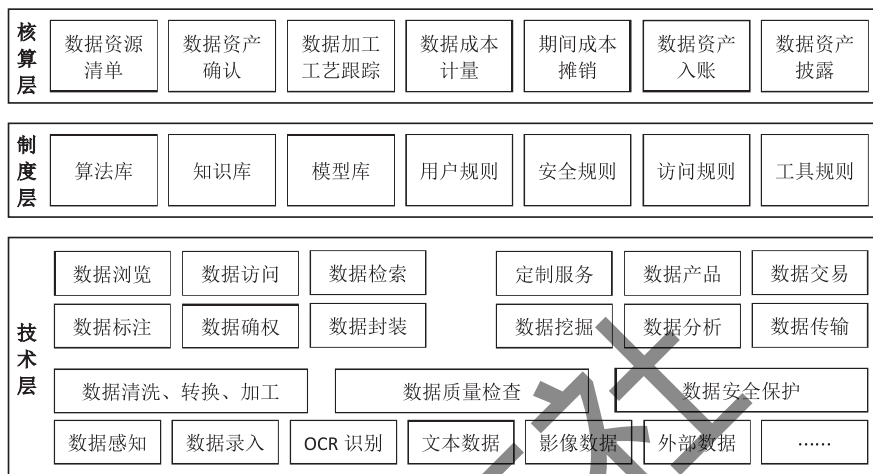 核算层
数据资源
清单
数据资产
确认
数据加工
工艺跟踪
数据成本
计量
期间成本
摊销
数据资产
入账
数据资产
披露
制度层
算法库
知识库
模型库
用户规则
安全规则
访问规则
工具规则
技术层
数据浏览
数据访问
数据检索
定制服务
数据产品
数据交易
数据标注
数据确权
数据封装
数据挖掘
数据分析
数据传输
数据清洗、转换、加工
数据质量检查
数据安全保护
数据感知
数据录入
OCR 识别
文本数据
影像数据
外部数据
……
社